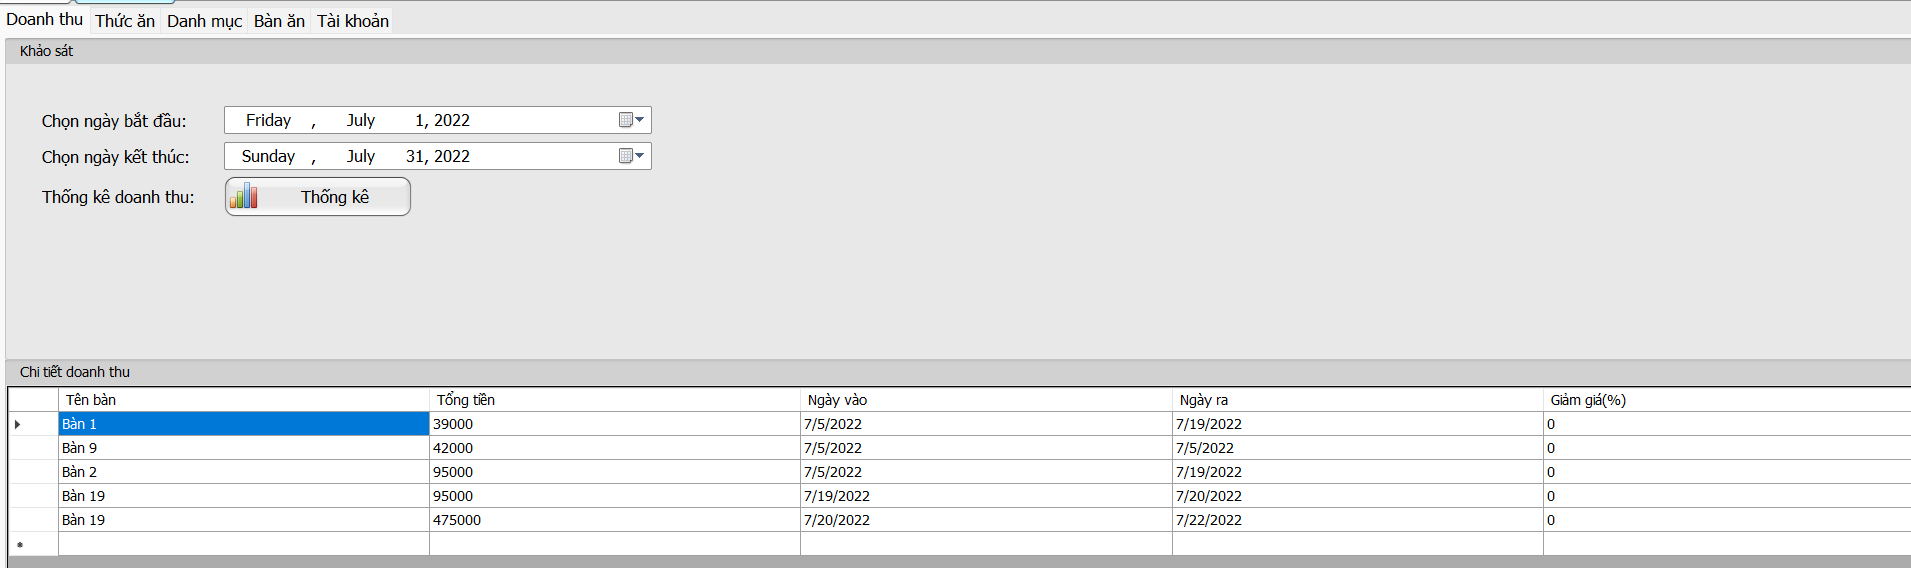 Doanh thu Thức ăn Danh mục Bàn ăn Tài khoản
Khảo sát
Chọn ngày bắt đầu: Friday , July 1, 2022
Chọn ngày kết thúc: Sunday , July 31, 2022
Thống kê doanh thu: Thống kê
Chi tiết doanh thu
Tên bàn Tổng tiền Ngày vào Ngày ra Giảm giá(%)
Bàn 1 39000 7/5/2022 7/19/2022 0
Bàn 9 42000 7/5/2022 7/5/2022 0
Bàn 2 95000 7/5/2022 7/19/2022 0
Bàn 19 95000 7/19/2022 7/20/2022 0
Bàn 19 475000 7/20/2022 7/22/2022 0